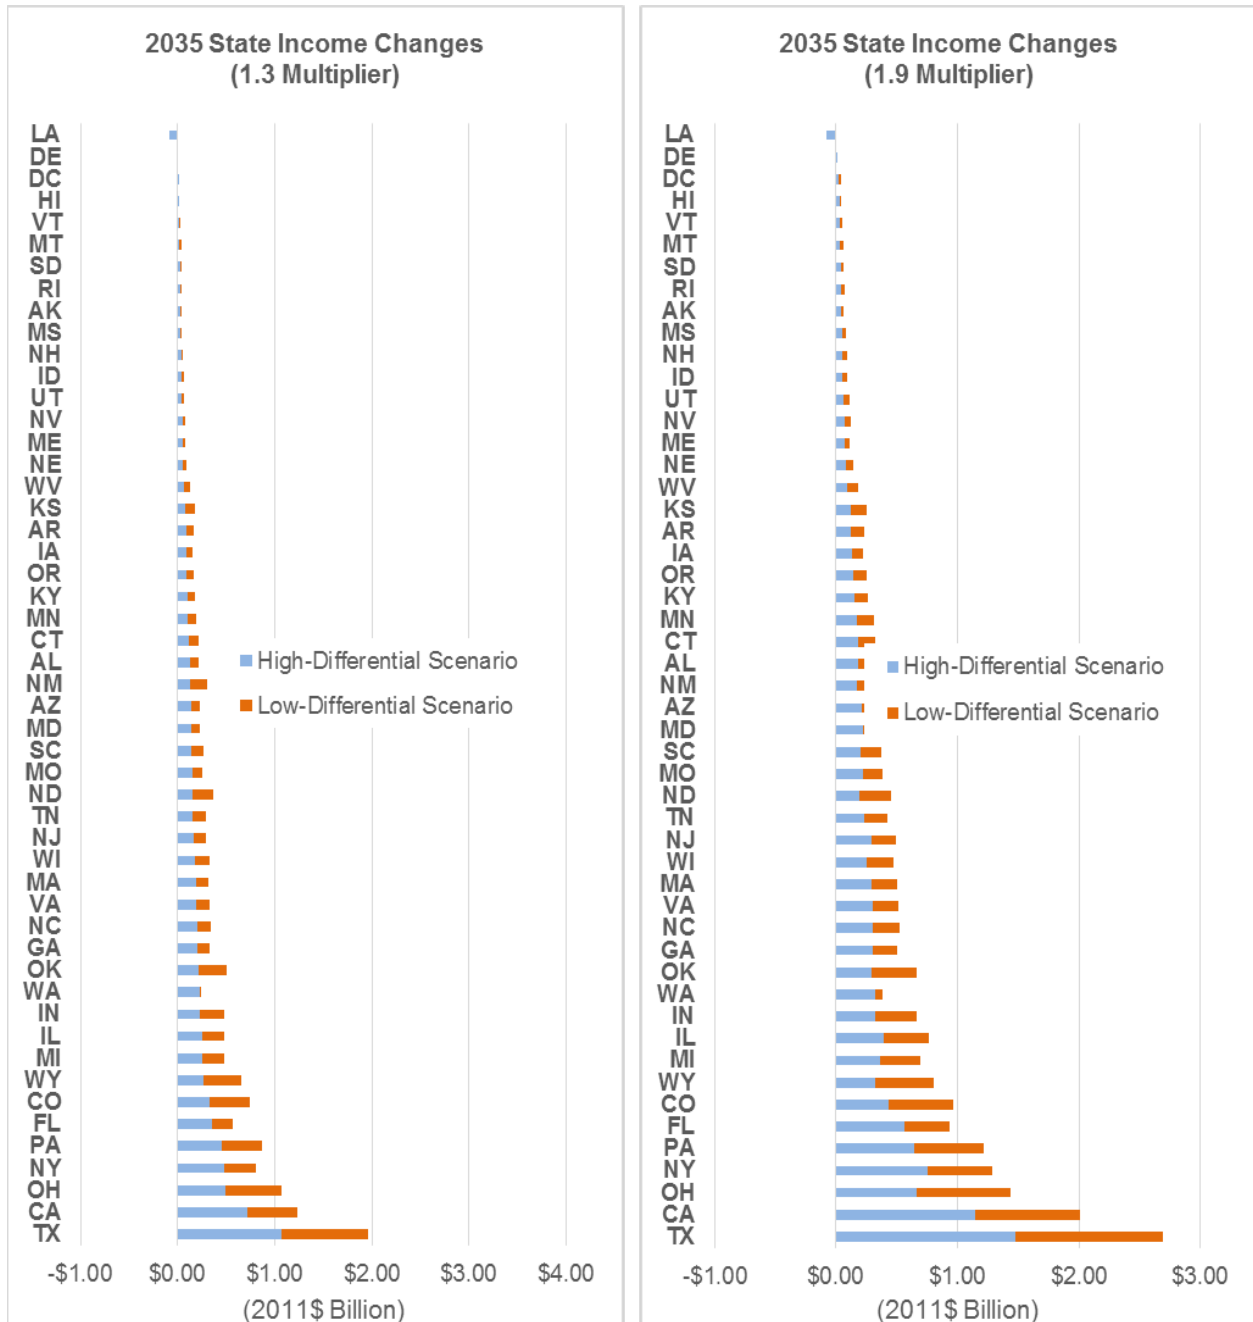 2035 State Income Changes
(1.3 Multiplier)
LA
DE
DC
HI
VT
MT
SD
RI
AK
MS
NH
ID
UT
NV
ME
NE
WV
KS
AR
IA
OR
KY
MN
CT
AL
NM
AZ
MD
SC
MO
ND
TN
NJ
WI
MA
VA
NC
GA
OK
WA
IN
IL
MI
WY
CO
FL
PA
NY
OH
CA
TX
High-Differential Scenario
Low-Differential Scenario
-$1.00 $0.00 $1.00 $2.00 $3.00 $4.00
(2011$ Billion)
2035 State Income Changes
(1.9 Multiplier)
LA
DE
DC
HI
VT
MT
SD
RI
AK
MS
NH
ID
UT
NV
ME
NE
WV
KS
AR
IA
OR
KY
MN
CT
AL
NM
AZ
MD
SC
MO
ND
TN
NJ
WI
MA
VA
NC
GA
OK
WA
IN
IL
MI
WY
CO
FL
PA
NY
OH
CA
TX
High-Differential Scenario
Low-Differential Scenario
-$1.00 $0.00 $1.00 $2.00 $3.00
(2011$ Billion)